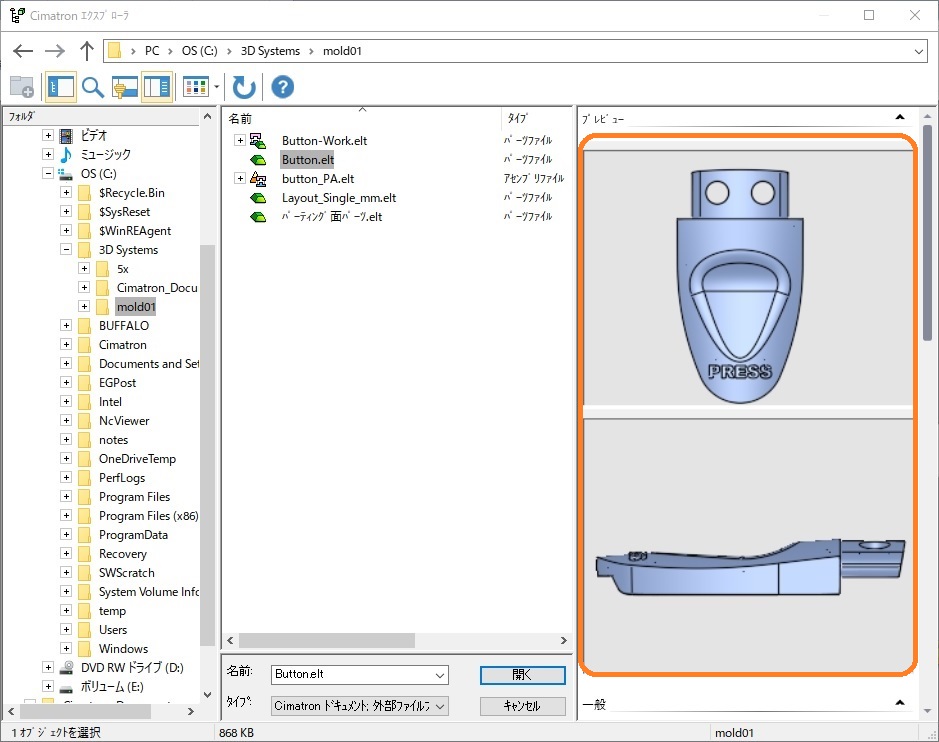 Cimatron ｴｸｽﾌﾟﾛｰﾗ
PC OS (C:) 3D Systems mold01
ﾌｫﾙﾀﾞ
ビデオ
ミュージック
OS (C:)
$Recycle.Bin
$SysReset
$WinREAgent
3D Systems
5x
Cimatron_Docu
mold01
BUFFALO
Cimatron
Documents and Set
EGPost
Intel
NcViewer
notes
OneDriveTemp
PerfLogs
Program Files
Program Files (x86)
ProgramData
Recovery
SWScratch
System Volume Info
temp
Users
Windows
DVD RW ドライブ (D:)
ボリューム (E:)
名前 ﾀｲﾌﾟ
Button-Work.elt ﾊﾟｰﾂﾌｧｲﾙ
Button.elt ﾊﾟｰﾂﾌｧｲﾙ
button_PA.elt ｱｾﾝﾌﾞﾘﾌｧｲﾙ
Layout_Single_mm.elt ﾊﾟｰﾂﾌｧｲﾙ
ﾊﾟｰﾃｨﾝｸﾞ面ﾊﾟｰﾂ.elt ﾊﾟｰﾂﾌｧｲﾙ
名前: Button.elt 開く
ﾀｲﾌﾟ: Cimatron ﾄﾞｷｭﾒﾝﾄ; 外部ﾌｧｲﾙﾌ ｷｬﾝｾﾙ
ﾌﾟﾚﾋﾞｭｰ
PRESS
一般
1 ｵﾌﾞｼﾞｪｸﾄを選択 868 KB mold01